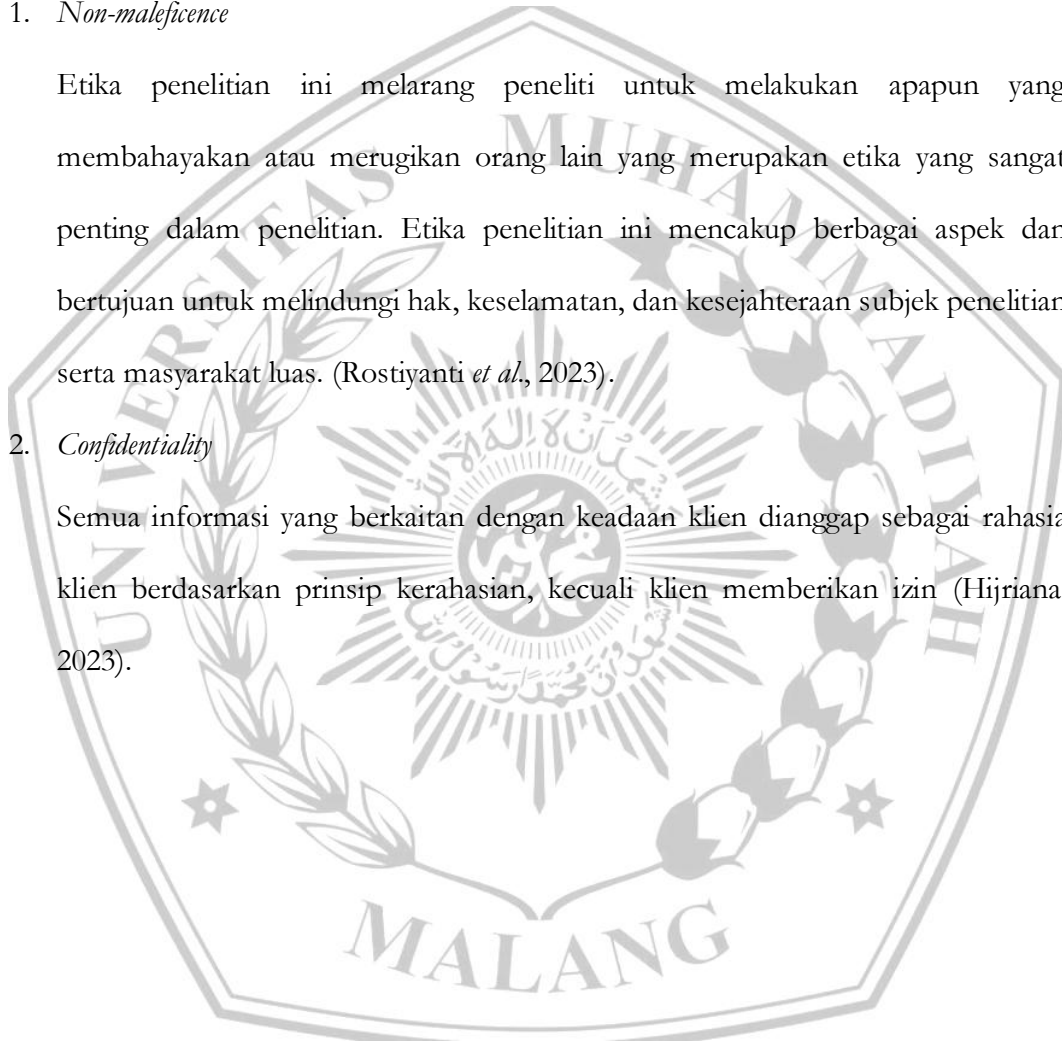 1. Non-maleficence
Etika penelitian ini melarang peneliti untuk melakukan apapun yang
membahayakan atau merugikan orang lain yang merupakan etika yang sangat
penting dalam penelitian. Etika penelitian ini mencakup berbagai aspek dan
bertujuan untuk melindungi hak, keselamatan, dan kesejahteraan subjek penelitian
serta masyarakat luas. (Rostiyanti et al., 2023).
2. Confidentiality
Semua informasi yang berkaitan dengan keadaan klien dianggap sebagai rahasia
klien berdasarkan prinsip kerahasian, kecuali klien memberikan izin (Hijriana
2023).
UNIVERSITAS MUHAMMADIYAH
MALANG